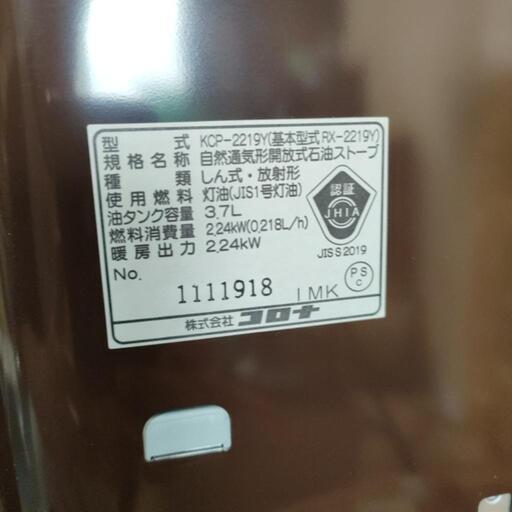 型 式 KCP-2219Y(基本型式 RX-2219Y)
規格名称 自然通気形開放式石油ストーブ
種 類 しん式・放射形
使用燃料 灯油(JIS1号灯油)
油タンク容量 3.7L
燃料消費量 2.24kW(0.218L/h)
暖房出力 2.24kW
認証
JHIA
JIS S 2019
PS
C
No.
1111918 IMK
株式会社 コロナ